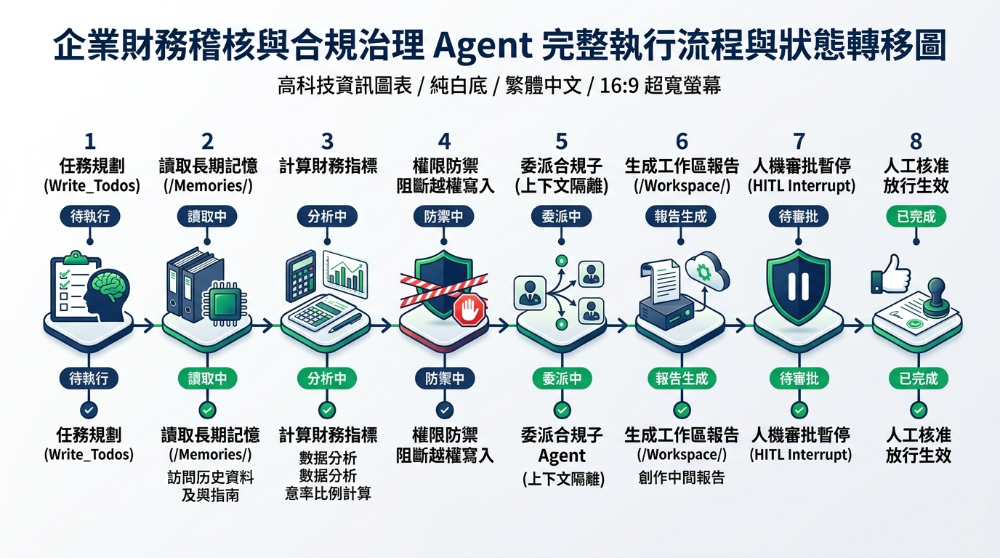 企業財務稽核與合規治理 Agent 完整執行流程與狀態轉移圖
高科技資訊圖表 / 純白底 / 繁體中文 / 16:9 超寬螢幕
1
任務規劃
(Write_Todos)
待執行
2
讀取長期記憶
(/Memories/)
讀取中
3
計算財務指標
分析中
4
權限防禦
阻斷越權寫入
防禦中
5
委派合規子
(上下文隔離)
委派中
6
生成工作區報告
(/Workspace/)
報告生成
7
人機審批暫停
(HITL Interrupt)
待審批
8
人工核准
放行生效
已完成
待執行
任務規劃
(Write_Todos)
讀取中
讀取長期記憶
(/Memories/)
訪問历史資料
及與指南
分析中
計算財務指標
數据分析
數据分析
意率比例計算
防禦中
權限防禦
阻斷越權寫入
委派中
委派合規子
Agent
(上下文隔離)
報告生成
生成工作區報告
(/Workspace/)
創作中間報告
待審批
人機審批暫停
(HITL Interrupt)
已完成
人工核准
放行生效